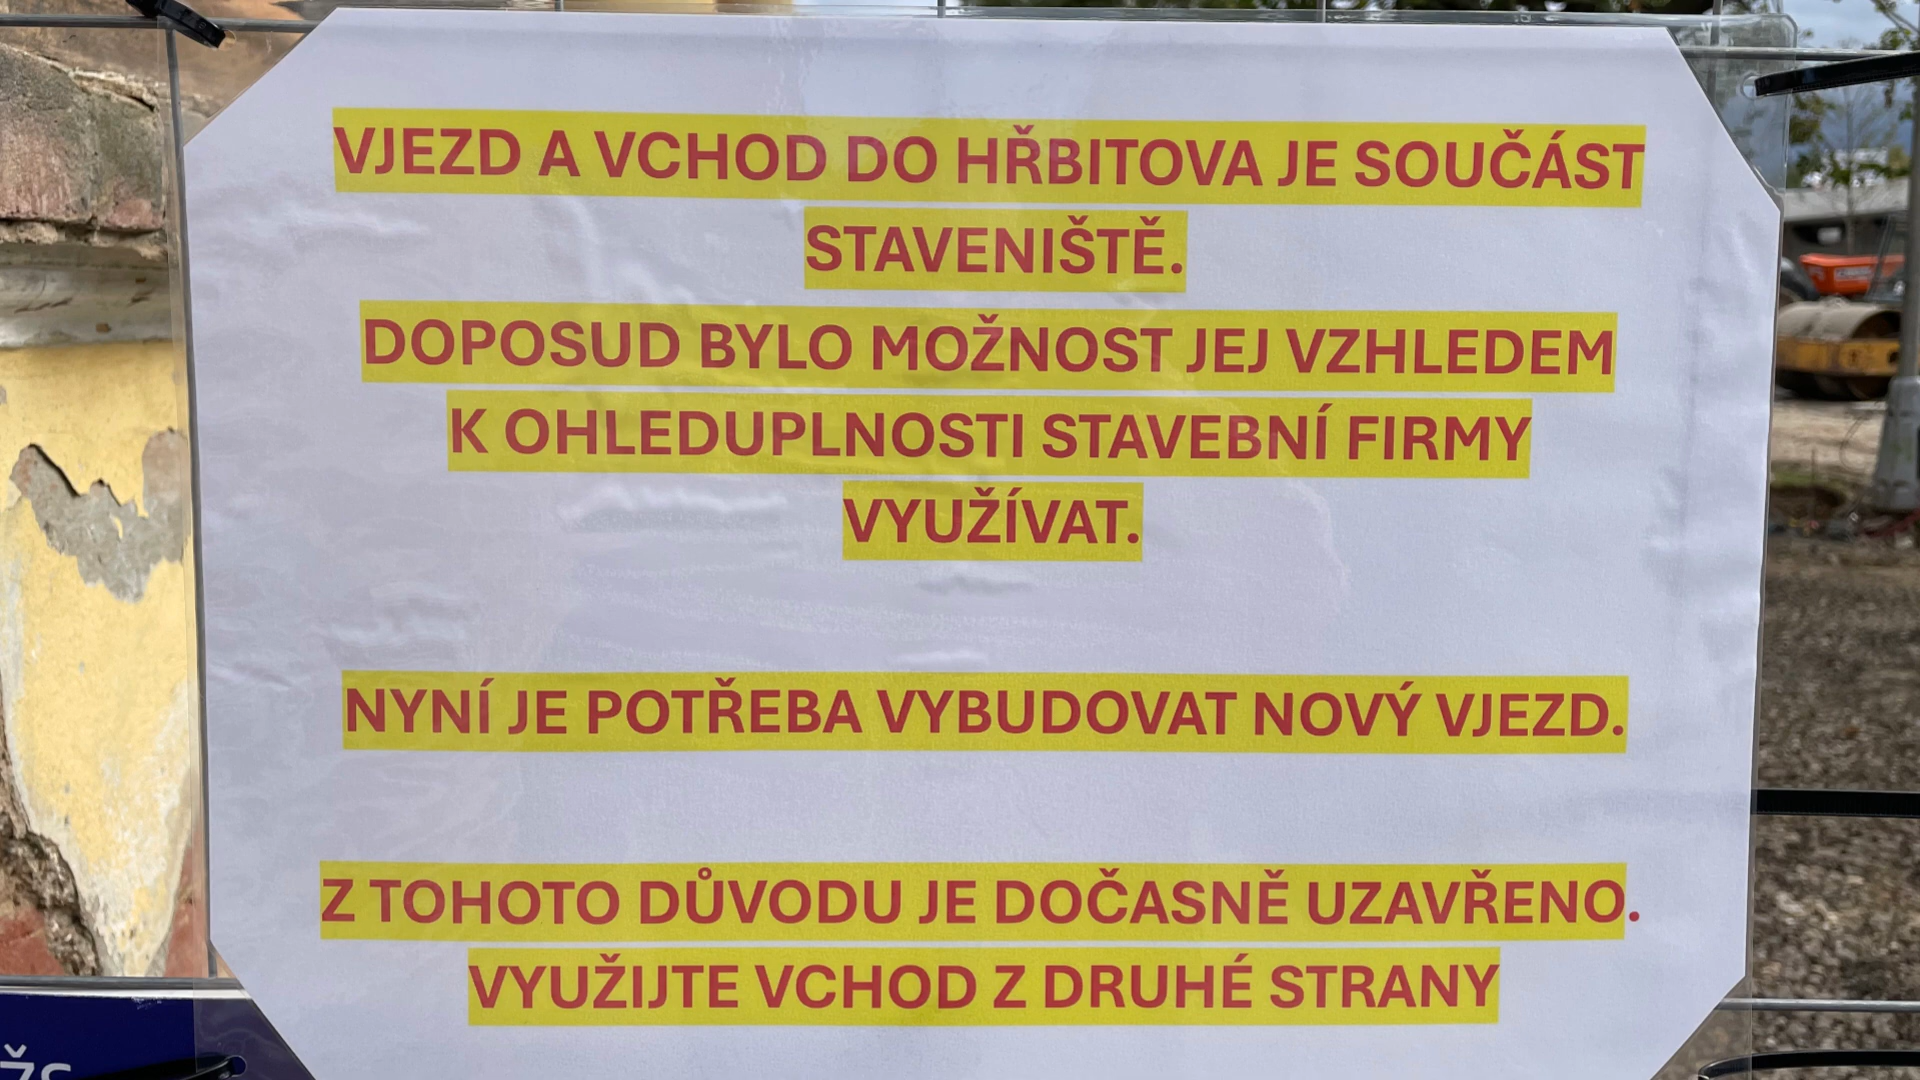 VJEZD A VCHOD DO HŘBITOVA JE SOUČÁST
STAVENIŠTĚ.
DOPOSUD BYLO MOŽNOST JEJ VZHLEDEM
K OHLEDUPLNOSTI STAVEBNÍ FIRMY
VYUŽÍVAT.
NYNÍ JE POTŘEBA VYBUDOVAT NOVÝ VJEZD.
Z TOHOTO DŮVODU JE DOČASNĚ UZAVŘENO.
VYUŽIJTE VCHOD Z DRUHÉ STRANY